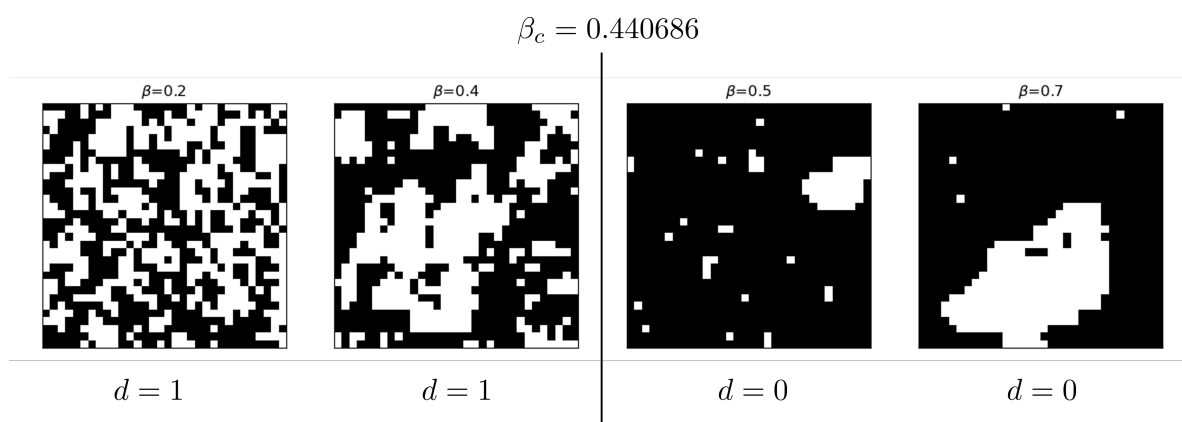 β_c = 0.440686
β=0.2 β=0.4 β=0.5 β=0.7
d = 1 d = 1 d = 0 d = 0